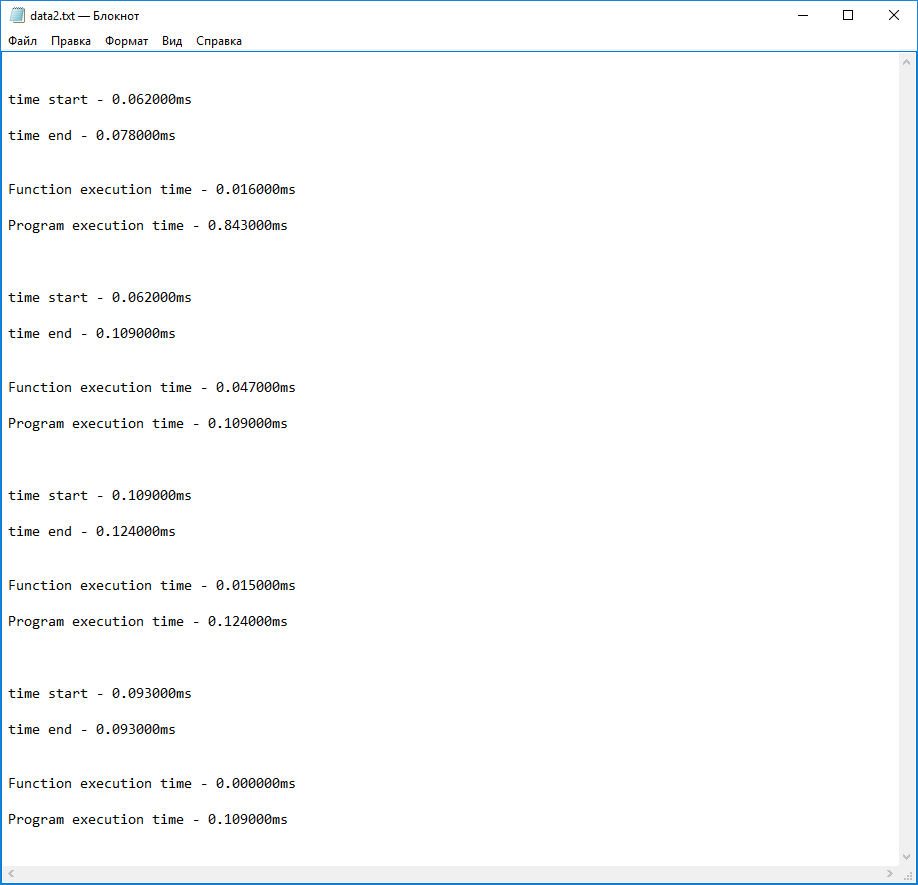 data2.txt — Блокнот
Файл Правка Формат Вид Справка
time start - 0.062000ms
time end - 0.078000ms
Function execution time - 0.016000ms
Program execution time - 0.843000ms
time start - 0.062000ms
time end - 0.109000ms
Function execution time - 0.047000ms
Program execution time - 0.109000ms
time start - 0.109000ms
time end - 0.124000ms
Function execution time - 0.015000ms
Program execution time - 0.124000ms
time start - 0.093000ms
time end - 0.093000ms
Function execution time - 0.000000ms
Program execution time - 0.109000ms